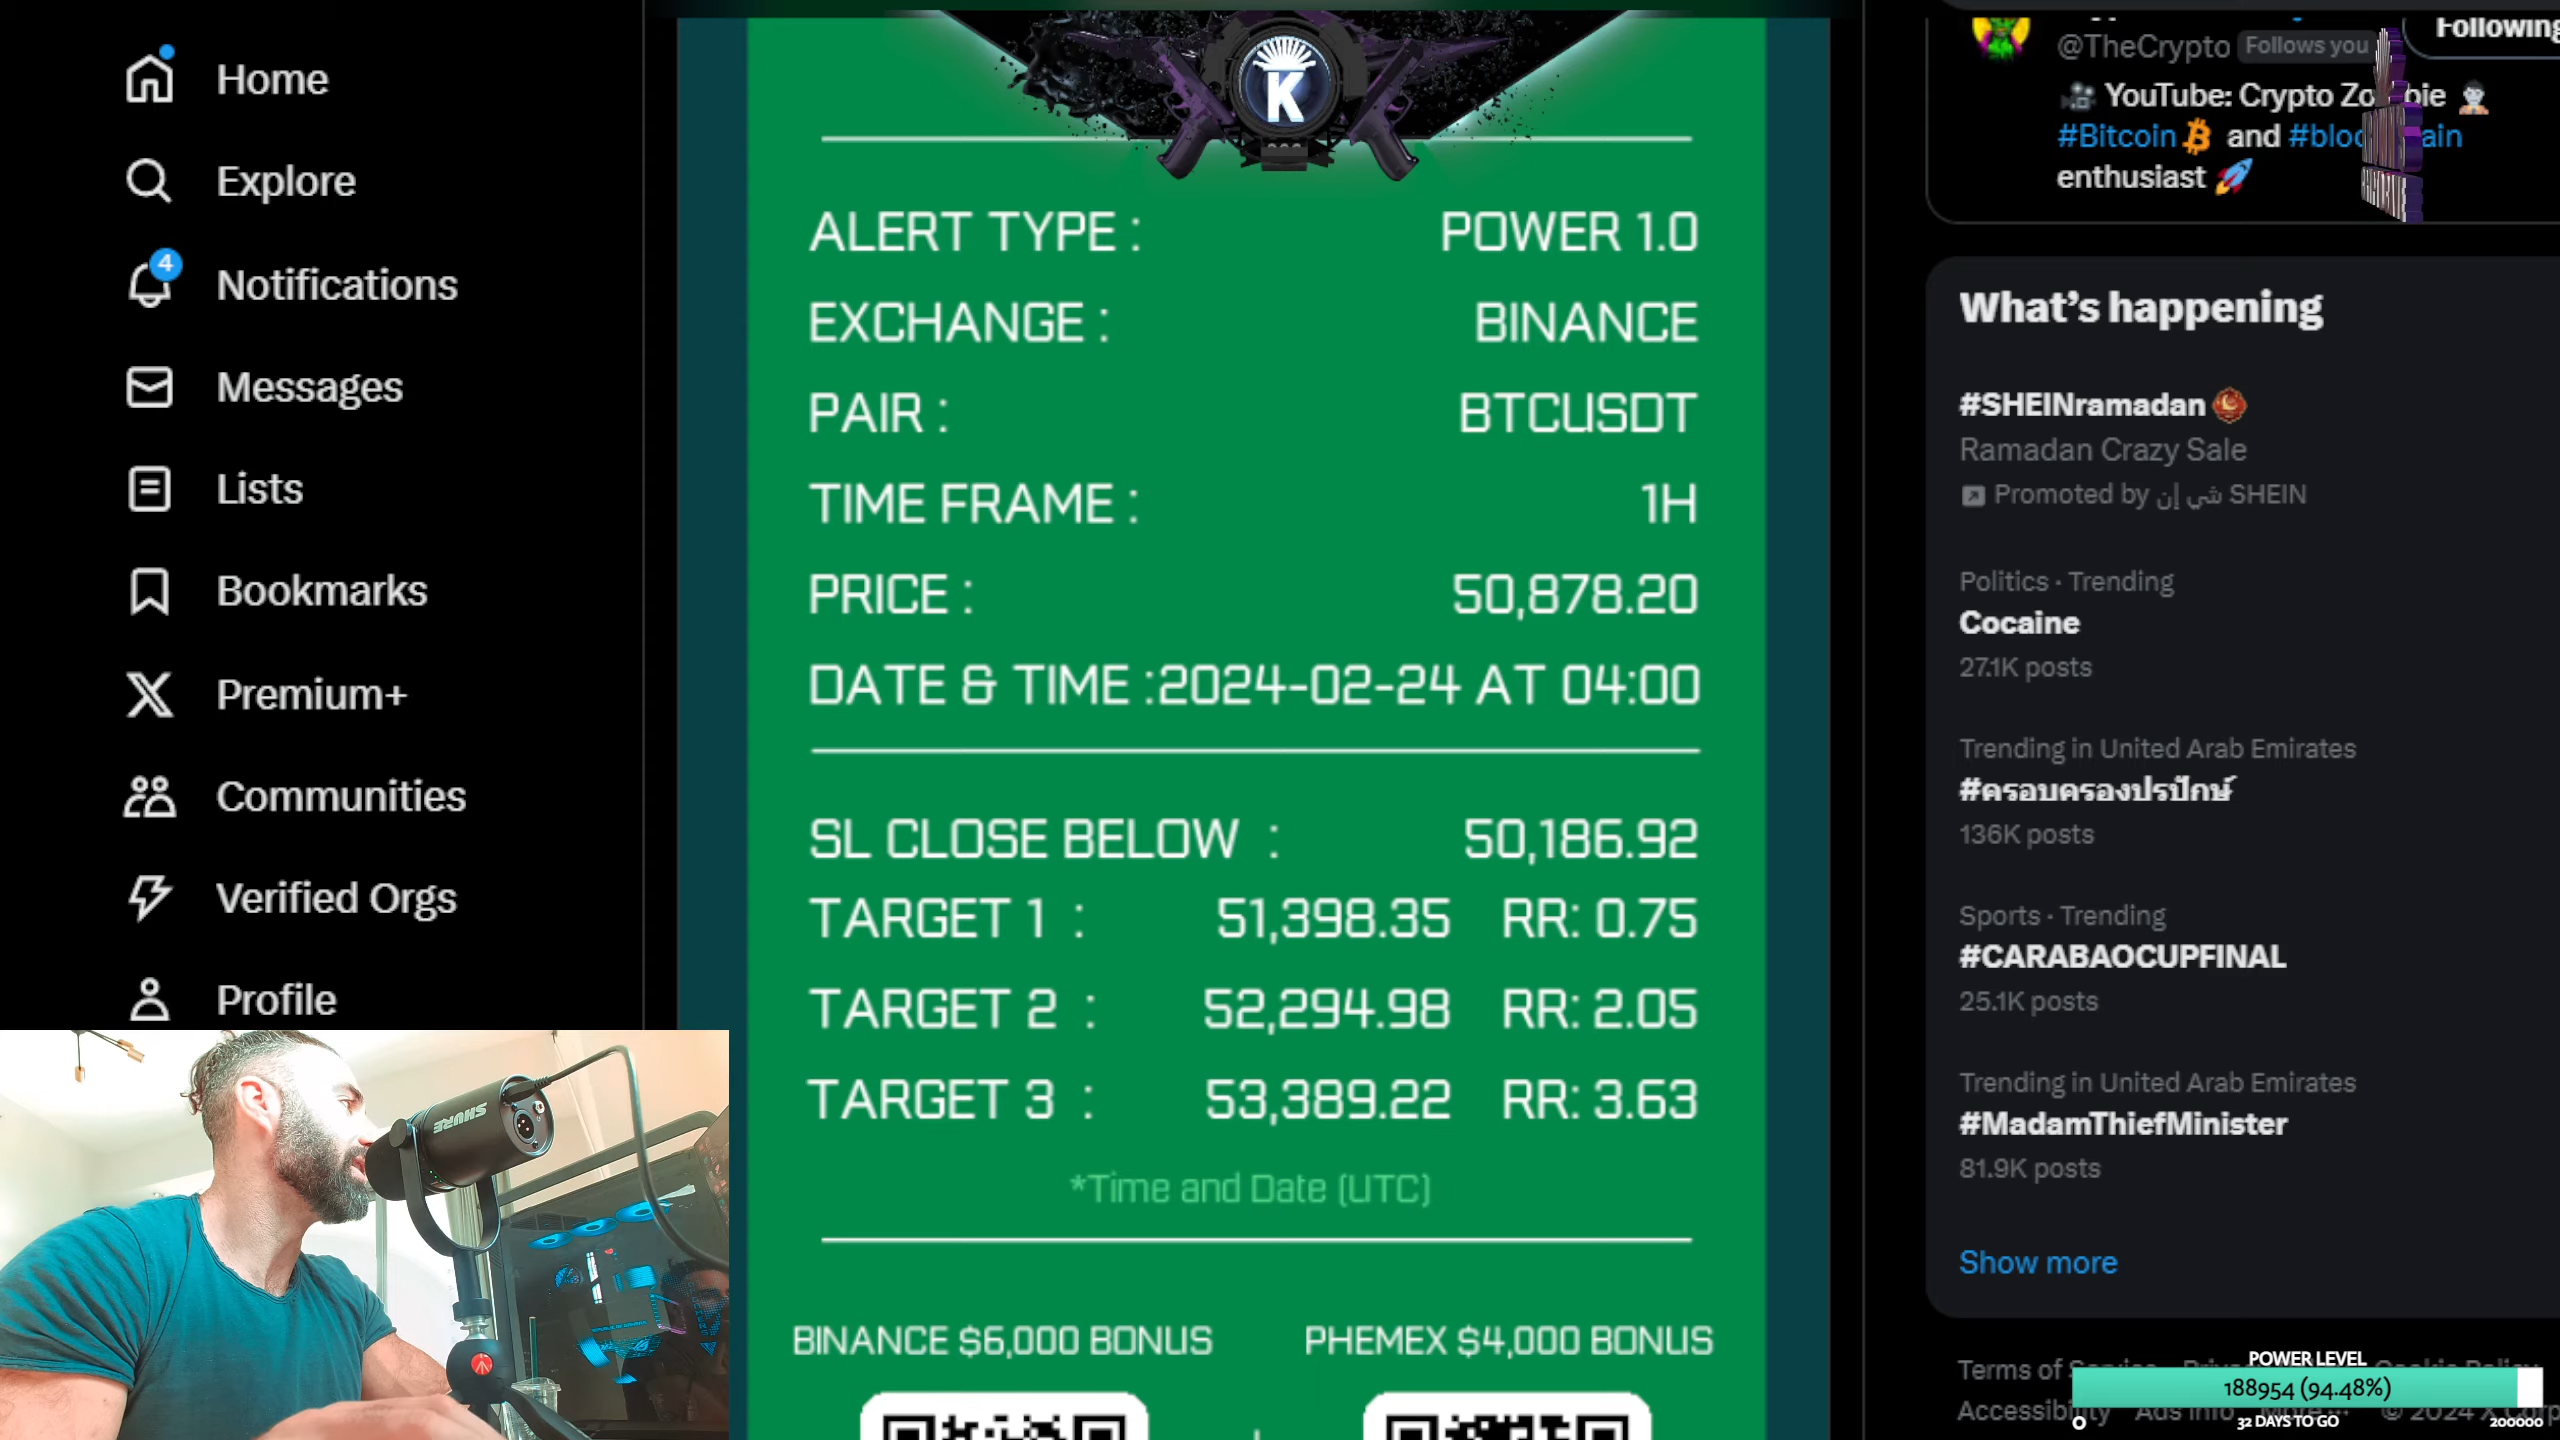 Home
Explore
4
Notifications
Messages
Lists
Bookmarks
Premium+
Communities
Verified Orgs
Profile
K
ALERT TYPE : POWER 1.0
EXCHANGE : BINANCE
PAIR : BTCUSDT
TIME FRAME : 1H
PRICE : 50,878.20
DATE & TIME :2024-02-24 AT 04:00
SL CLOSE BELOW : 50,186.92
TARGET 1 : 51,398.35 RR: 0.75
TARGET 2 : 52,294.98 RR: 2.05
TARGET 3 : 53,389.22 RR: 3.63
*Time and Date (UTC)
BINANCE $6,000 BONUS
PHEMEX $4,000 BONUS
SHURE
@TheCrypto Follows you
Following
YouTube: Crypto
#Bitcoin and
enthusiast
What's happening
#SHEINramadan
Ramadan Crazy Sale
Promoted by شي إن SHEIN
Politics · Trending
Cocaine
27.1K posts
Trending in United Arab Emirates
#ครอบครองปรปักษ์
136K posts
Sports · Trending
#CARABAOCUPFINAL
25.1K posts
Trending in United Arab Emirates
#MadamThiefMinister
81.9K posts
Show more
Terms of
POWER LEVEL
188954 (94.48%)
0 32 DAYS TO GO 200000
© 2024 X Corp